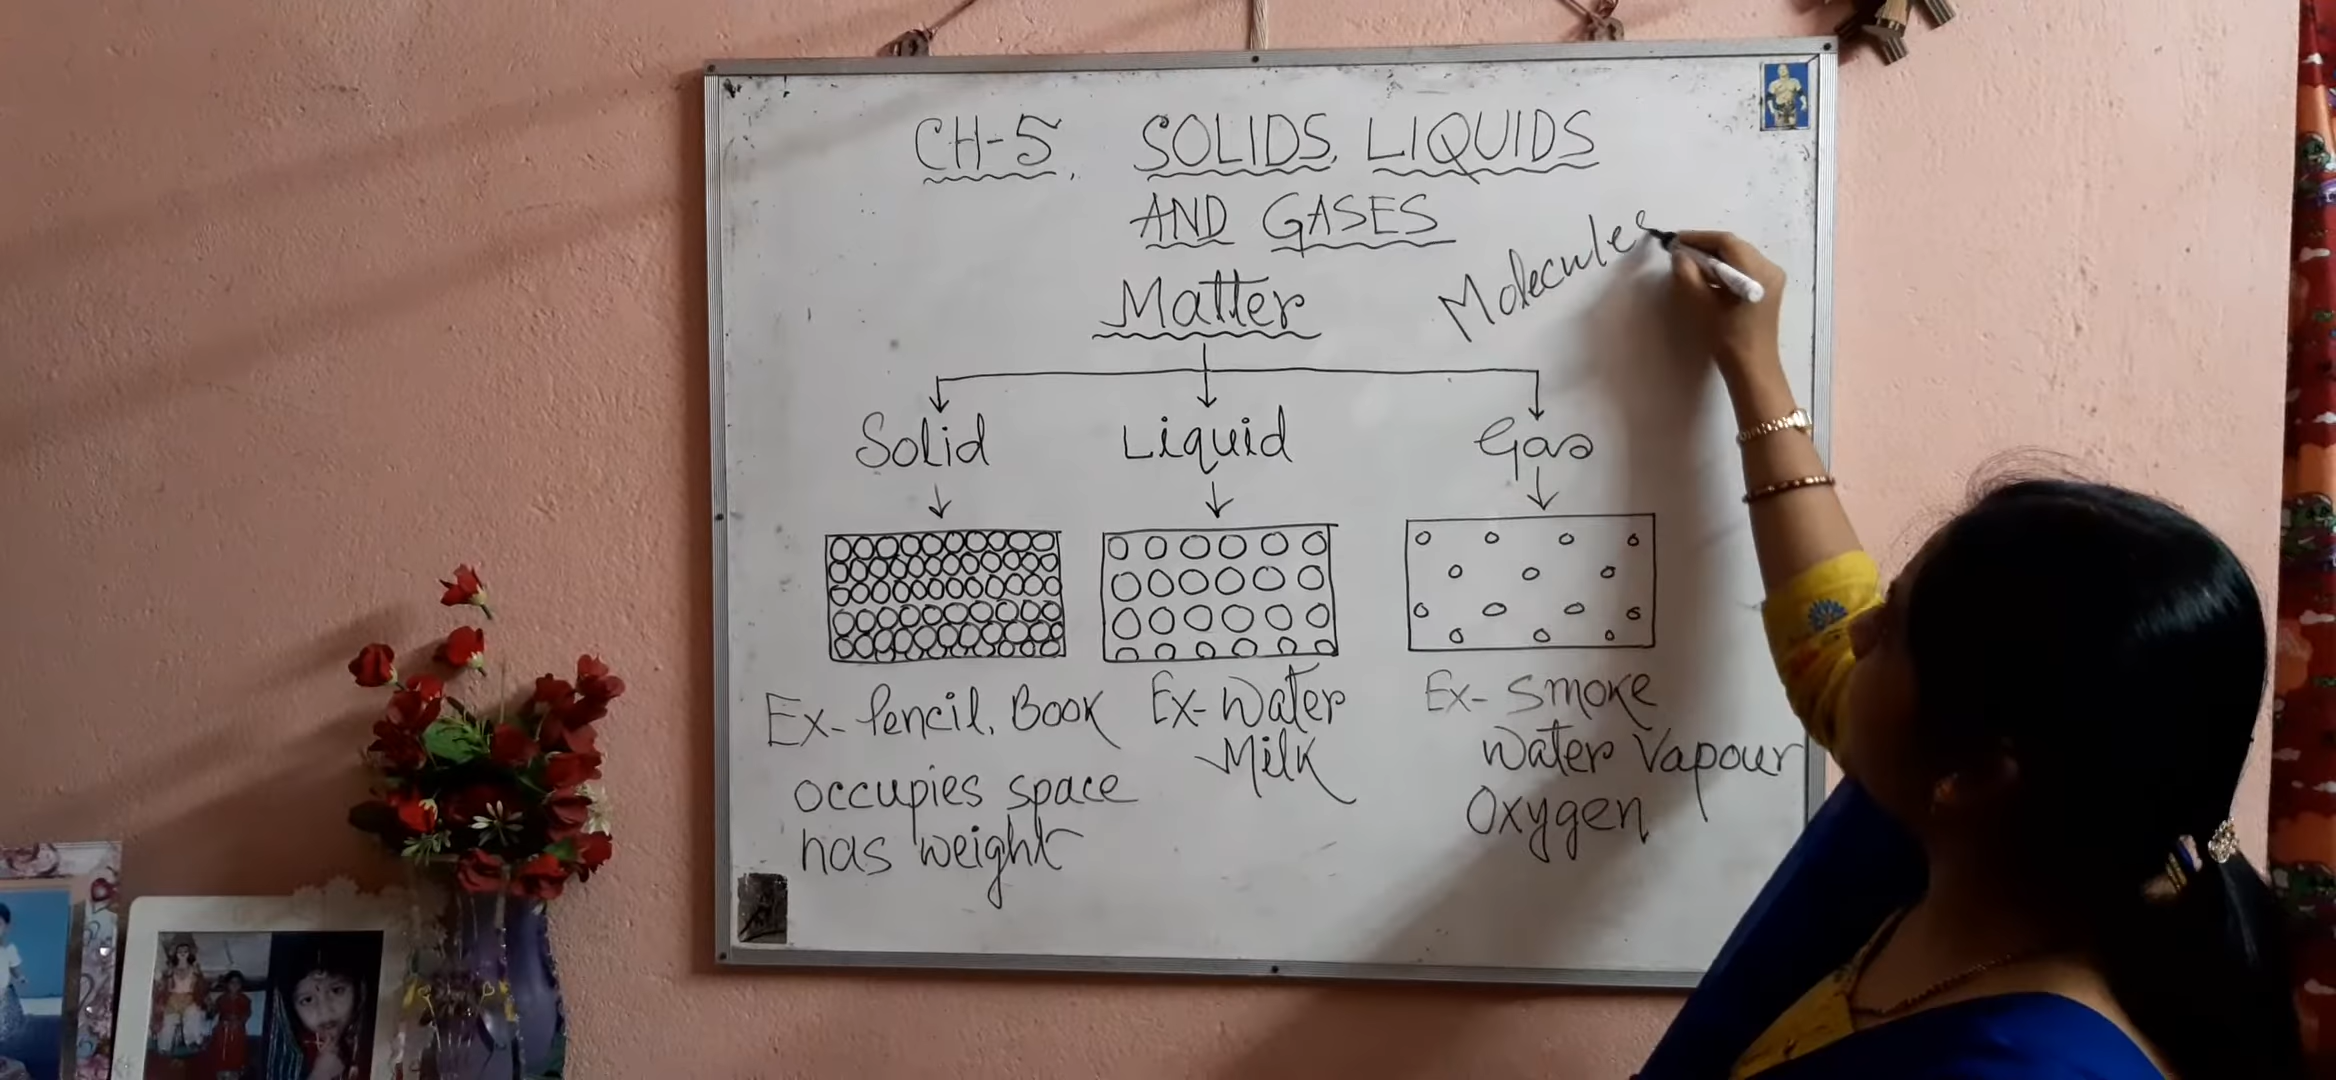 CH-5, SOLIDS, LIQUIDS
AND GASES
Molecules
Matter
Solid
Liquid
Gas
Ex- Pencil, Book
occupies space
has weight
Ex- Water
Milk
Ex- Smoke
Water Vapour
Oxygen